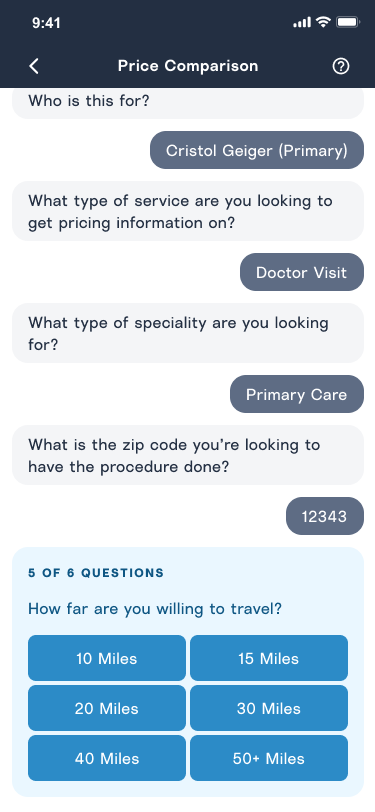 9:41
Price Comparison
Who is this for?
Cristol Geiger (Primary)
What type of service are you looking to
get pricing information on?
Doctor Visit
What type of speciality are you looking
for?
Primary Care
What is the zip code you're looking to
have the procedure done?
12343
5 OF 6 QUESTIONS
How far are you willing to travel?
10 Miles
15 Miles
20 Miles
30 Miles
40 Miles
50+ Miles